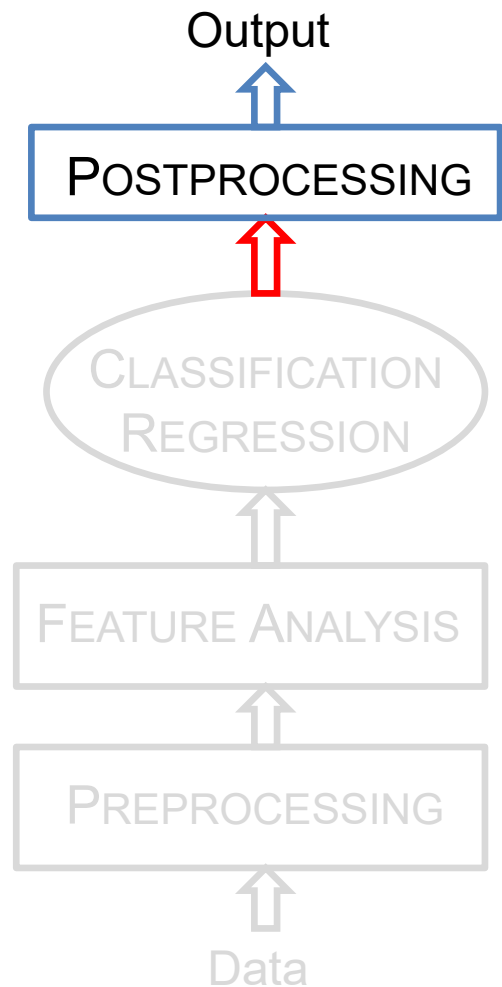 Output
POSTPROCESSING
CLASSIFICATION
REGRESSION
FEATURE ANALYSIS
PREPROCESSING
Data